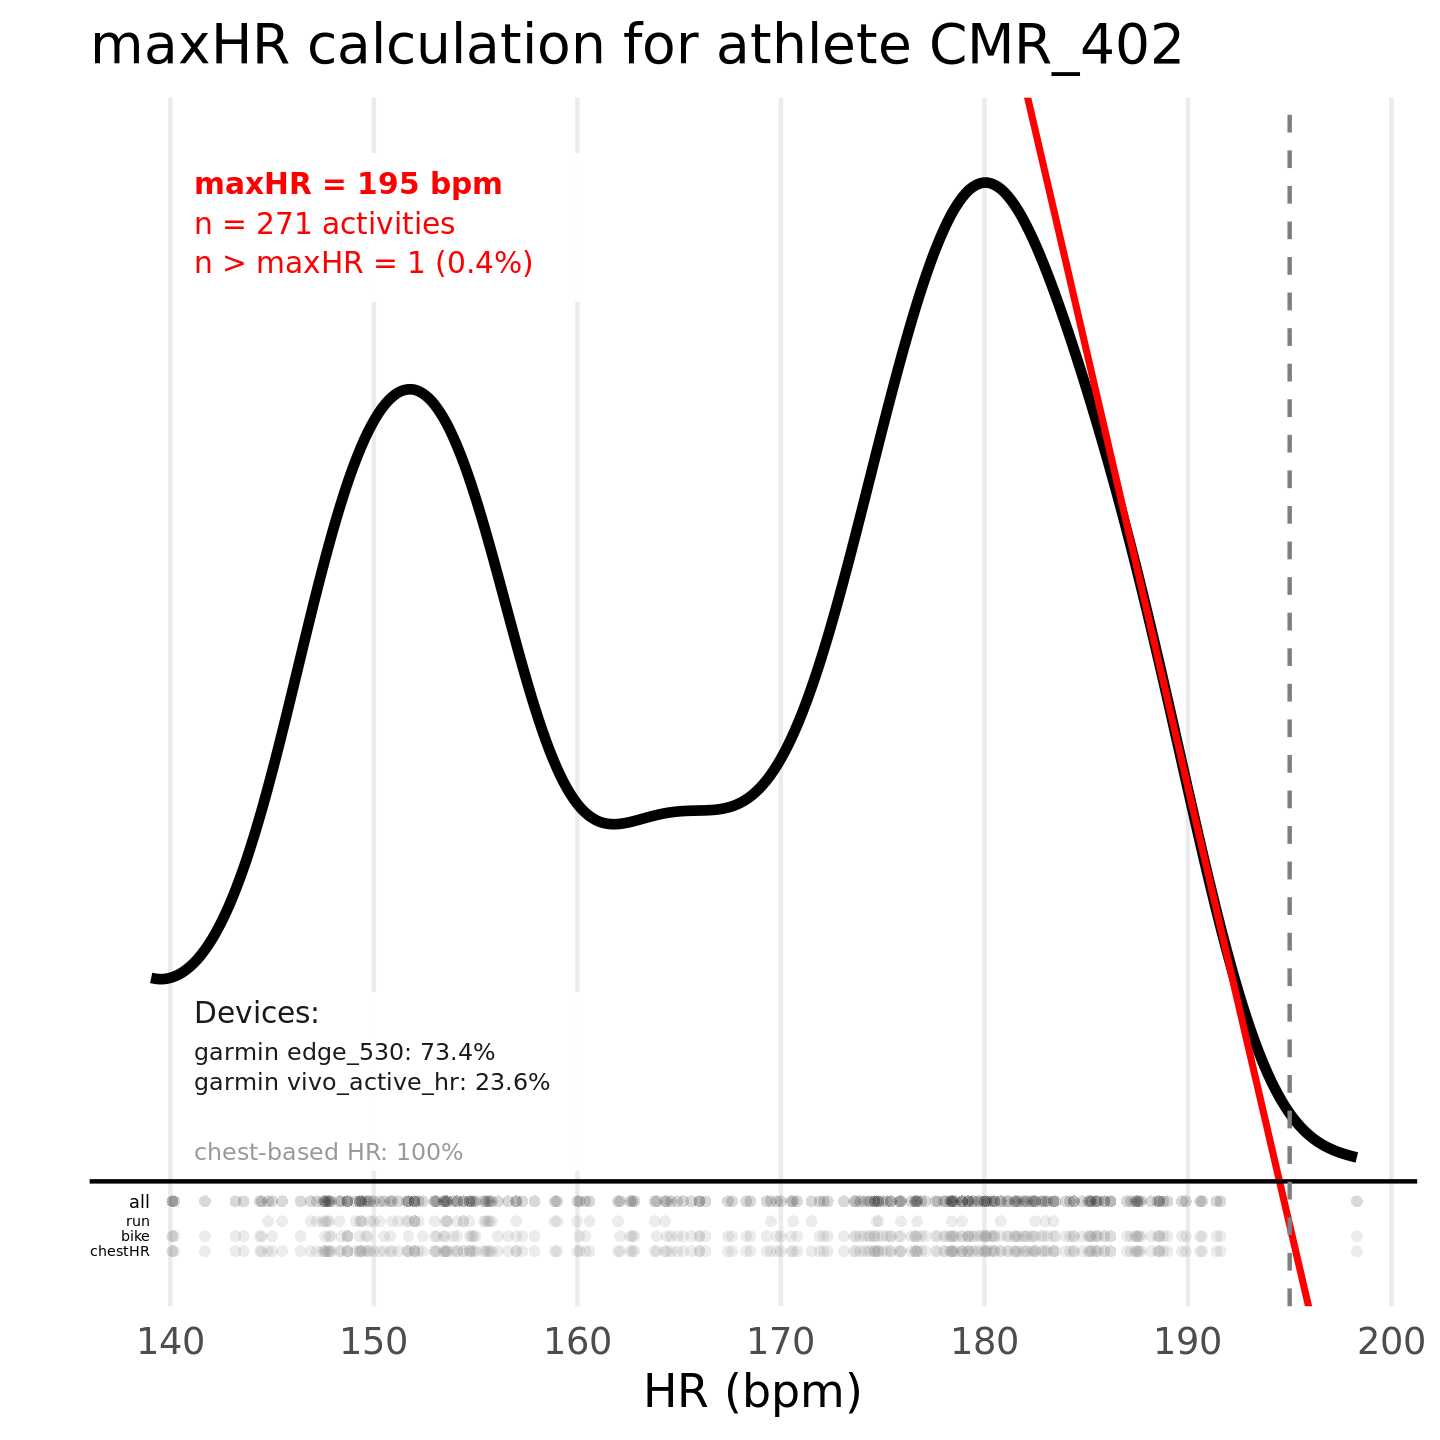 maxHR calculation for athlete CMR_402
maxHR = 195 bpm
n = 271 activities
n > maxHR = 1 (0.4%)
Devices:
garmin edge_530: 73.4%
garmin vivo_active_hr: 23.6%
chest-based HR: 100%
all
run
bike
chestHR
140 150 160 170 180 190 200
HR (bpm)